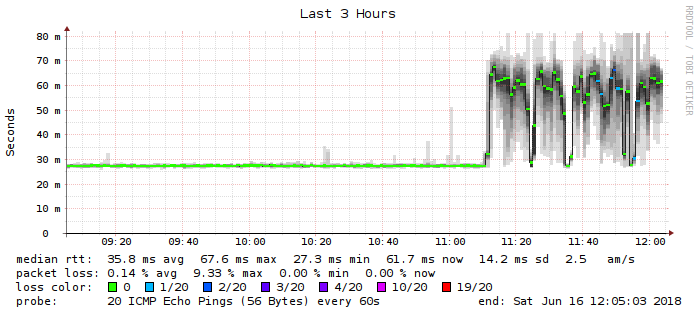 Last 3 Hours
RRDTOOL / TOBI OETIKER
Seconds
80 m
70 m
60 m
50 m
40 m
30 m
20 m
10 m
0
09:20 09:40 10:00 10:20 10:40 11:00 11:20 11:40 12:00
median rtt: 35.8 ms avg 67.6 ms max 27.3 ms min 61.7 ms now 14.2 ms sd 2.5 am/s
packet loss: 0.14 % avg 9.33 % max 0.00 % min 0.00 % now
loss color: 0 1/20 2/20 3/20 4/20 10/20 19/20
probe: 20 ICMP Echo Pings (56 Bytes) every 60s end: Sat Jun 16 12:05:03 2018